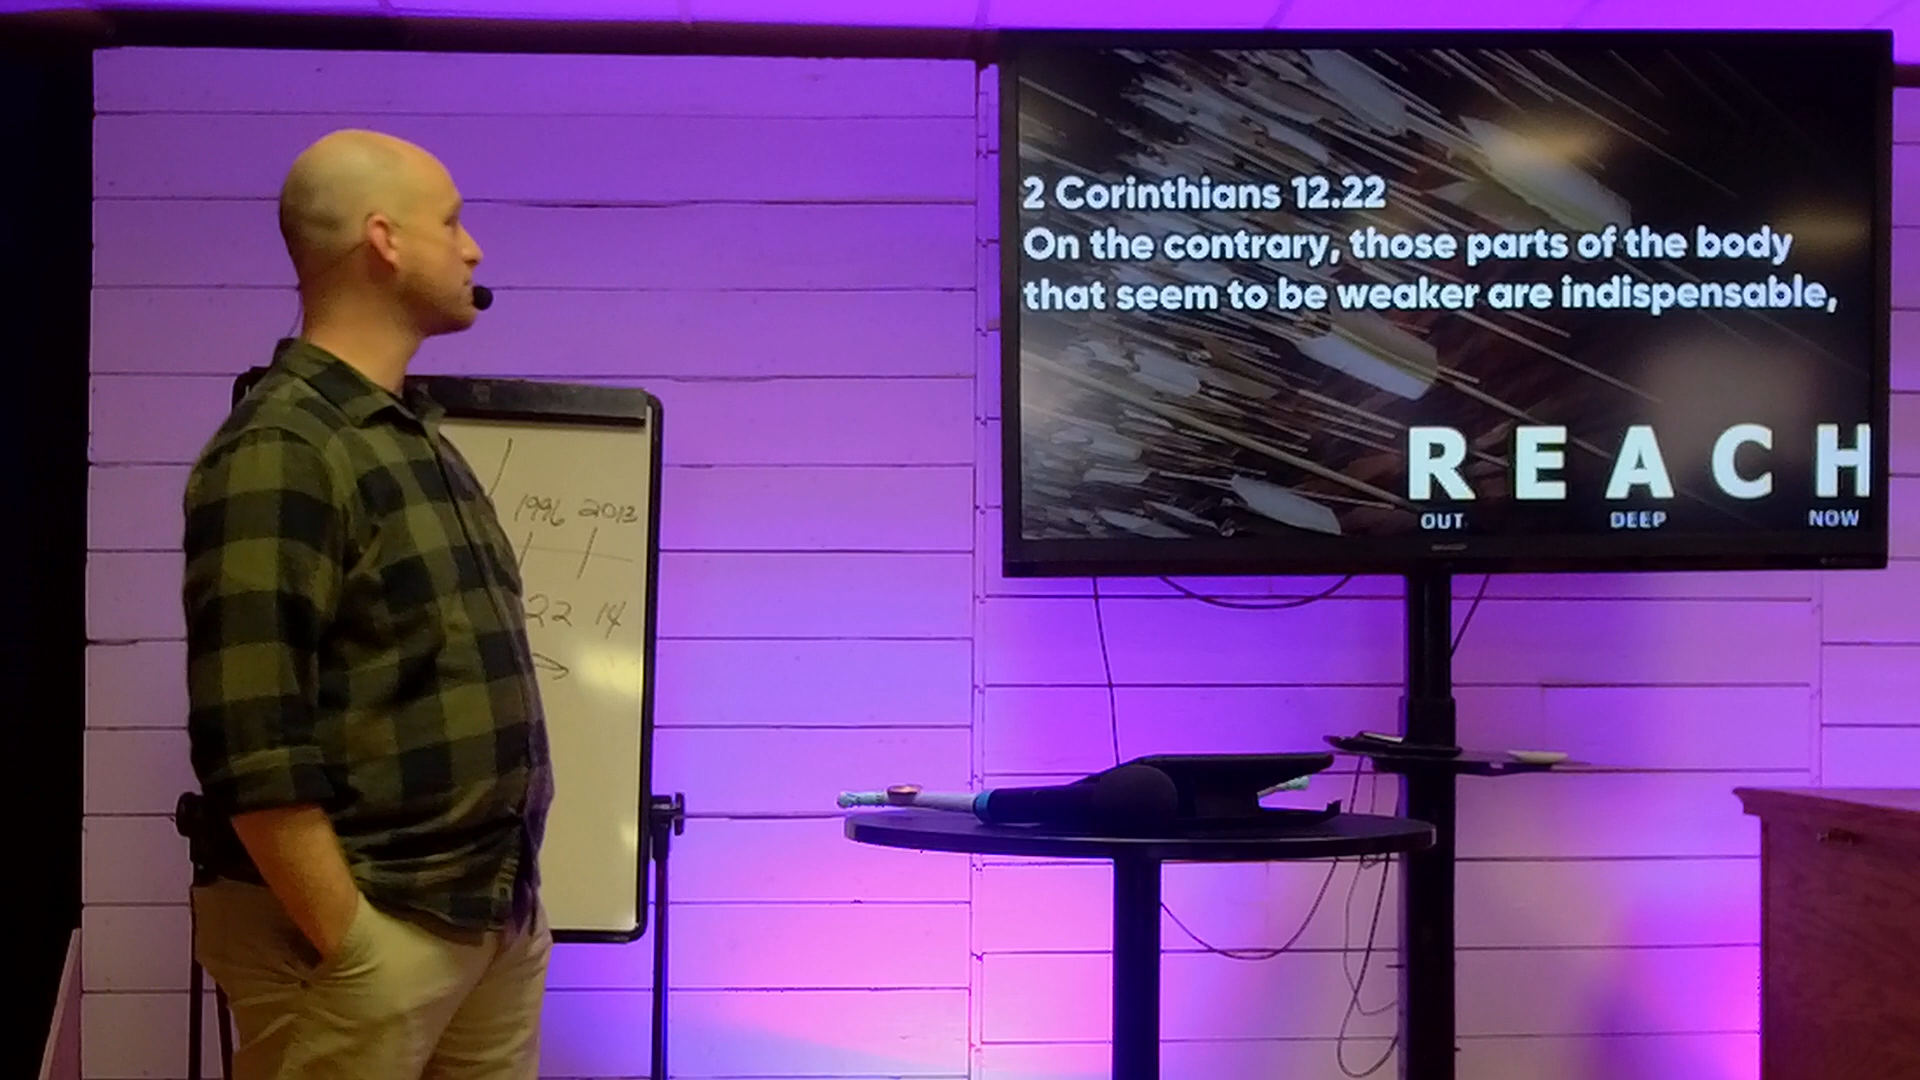 1996 2013
22 14
2 Corinthians 12.22
On the contrary, those parts of the body
that seem to be weaker are indispensable,
REACH
OUT DEEP NOW